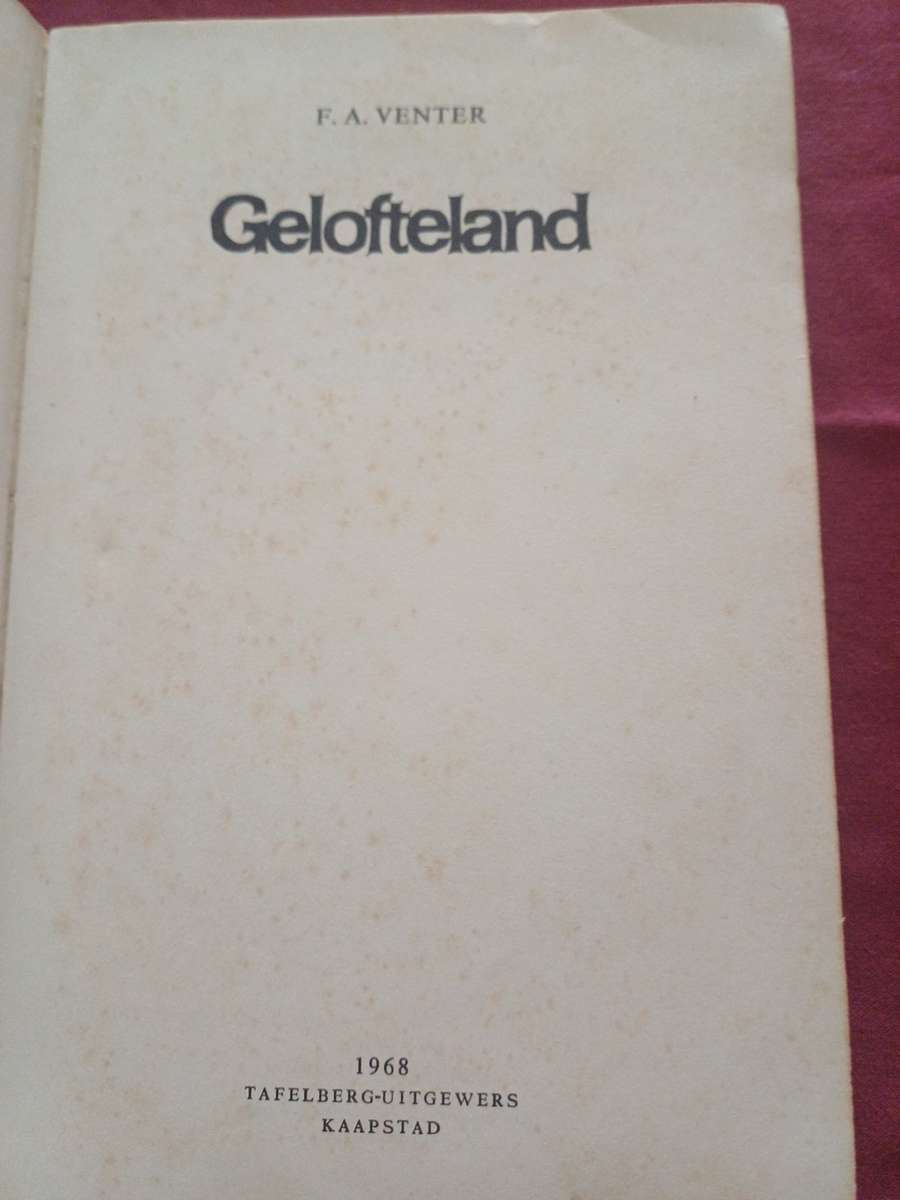 F. A. VENTER
Gelofteland
1968
TAFELBERG-UITGEWERS
KAAPSTAD